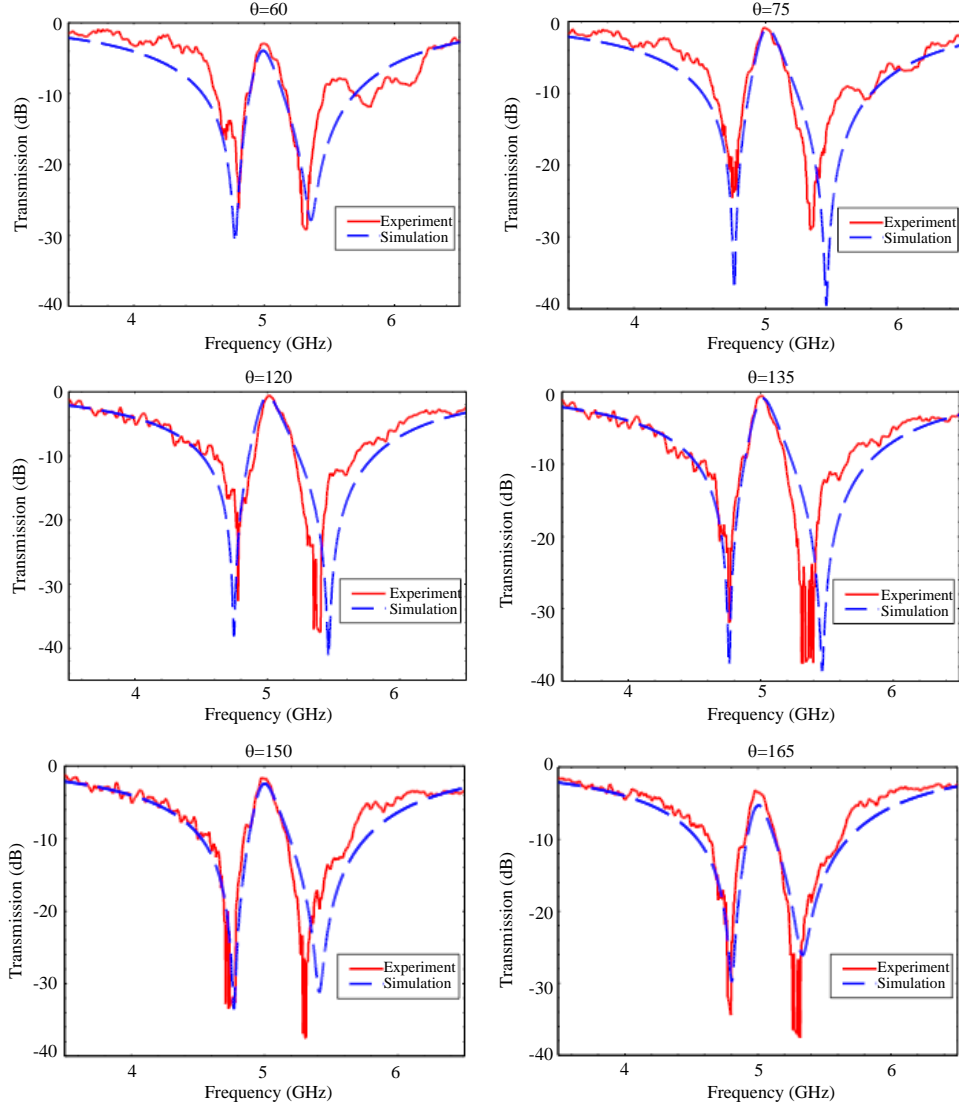 θ=60
0
-10
-20
-30
-40
Transmission (dB)
Experiment
Simulation
4
5
6
Frequency (GHz)
θ=75
0
-10
-20
-30
-40
Transmission (dB)
Experiment
Simulation
4
5
6
Frequency (GHz)
θ=120
0
-10
-20
-30
-40
Transmission (dB)
Experiment
Simulation
4
5
6
Frequency (GHz)
θ=135
0
-10
-20
-30
-40
Transmission (dB)
Experiment
Simulation
4
5
6
Frequency (GHz)
θ=150
0
-10
-20
-30
-40
Transmission (dB)
Experiment
Simulation
4
5
6
Frequency (GHz)
θ=165
0
-10
-20
-30
-40
Transmission (dB)
Experiment
Simulation
4
5
6
Frequency (GHz)